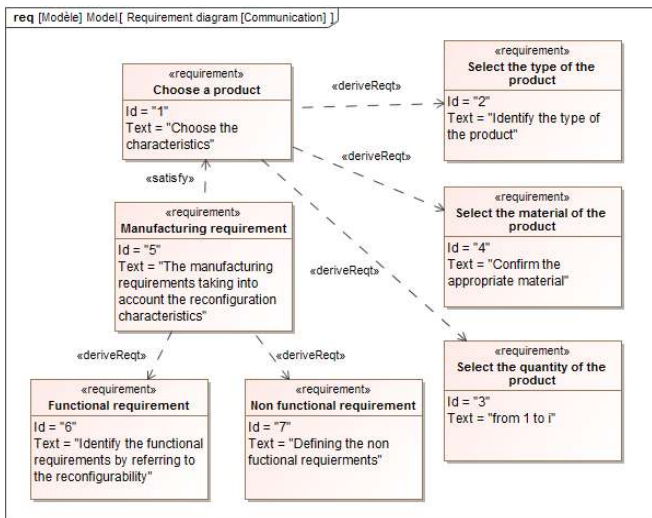 req [Modèle] Model[ Requirement diagram [Communication] ]
«requirement»
Choose a product
Id = "1"
Text = "Choose the
characteristics"
«deriveReqt»
«requirement»
Select the type of the
product
Id = "2"
Text = "Identify the type of
the product"
«deriveReqt»
«satisfy»
«requirement»
Manufacturing requirement
Id = "5"
Text = "The manufacturing
requirements taking into
account the reconfiguration
characteristics"
«requirement»
Select the material of the
product
Id = "4"
Text = "Confirm the
appropriate material"
«deriveReqt»
«deriveReqt»
«deriveReqt»
«requirement»
Select the quantity of the
product
Id = "3"
Text = "from 1 to i"
«requirement»
Functional requirement
Id = "6"
Text = "Identify the functional
requirements by referring to
the reconfigurability"
«requirement»
Non functional requirement
Id = "7"
Text = "Defining the non
fuctional requierments"